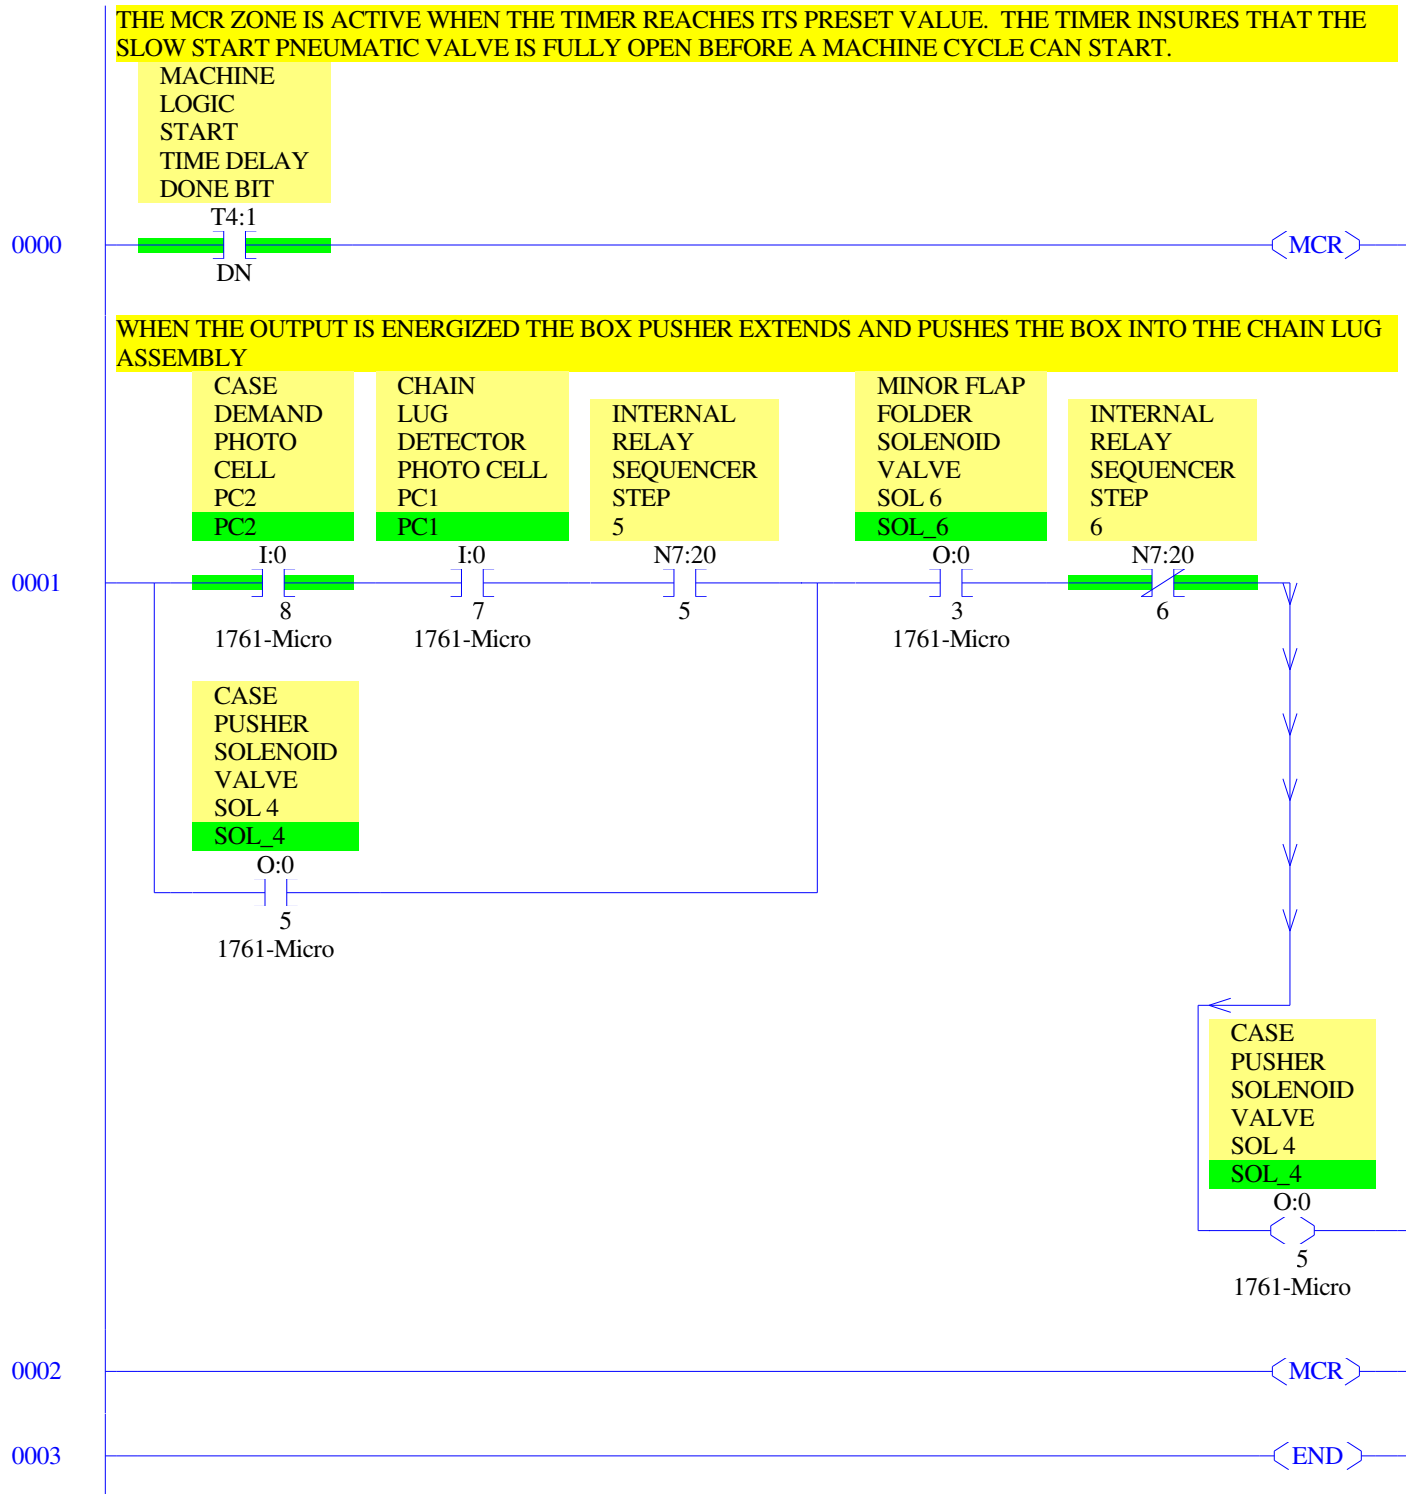 THE MCR ZONE IS ACTIVE WHEN THE TIMER REACHES ITS PRESET VALUE. THE TIMER INSURES THAT THE
SLOW START PNEUMATIC VALVE IS FULLY OPEN BEFORE A MACHINE CYCLE CAN START.
MACHINE
LOGIC
START
TIME DELAY
DONE BIT
T4:1
0000
MCR
DN
WHEN THE OUTPUT IS ENERGIZED THE BOX PUSHER EXTENDS AND PUSHES THE BOX INTO THE CHAIN LUG
ASSEMBLY
CASE
DEMAND
PHOTO
CELL
PC2
PC2
I:0
8
1761-Micro
CHAIN
LUG
DETECTOR
PHOTO CELL
PC1
PC1
I:0
7
1761-Micro
INTERNAL
RELAY
SEQUENCER
STEP
5
N7:20
5
MINOR FLAP
FOLDER
SOLENOID
VALVE
SOL 6
SOL_6
O:0
3
1761-Micro
INTERNAL
RELAY
SEQUENCER
STEP
6
N7:20
6
0001
CASE
PUSHER
SOLENOID
VALVE
SOL 4
SOL_4
O:0
5
1761-Micro
CASE
PUSHER
SOLENOID
VALVE
SOL 4
SOL_4
O:0
5
1761-Micro
0002
MCR
0003
END